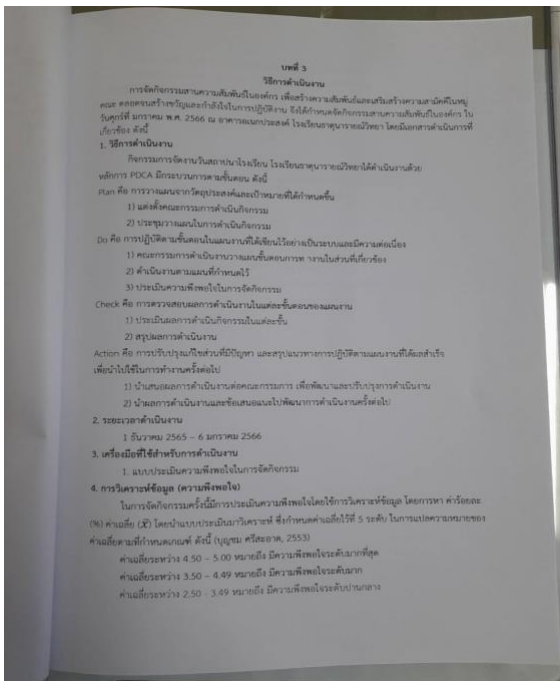 บทที่ 3
วิธีการดำเนินงาน
การจัดกิจกรรมสานความสัมพันธ์ในองค์กร เพื่อสร้างความสัมพันธ์และเสริมสร้างความสามัคคีในหมู่
คณะ ตลอดจนสร้างขวัญและกำลังใจในการปฏิบัติงาน จึงได้กำหนดจัดกิจกรรมสานความสัมพันธ์ในองค์กร ใน
วันศุกร์ที่ มกราคม พ.ศ. 2566 ณ อาคารอเนกประสงค์ โรงเรียนธาตุนารายณ์วิทยา โดยมีเอกสารดำเนินการที่
เกี่ยวข้อง ดังนี้
1. วิธีการดำเนินงาน
กิจกรรมการจัดงานวันสถาปนาโรงเรียน โรงเรียนธาตุนารายณ์วิทยาได้ดำเนินงานด้วย
หลักการ PDCA มีกระบวนการตามขั้นตอน ดังนี้
Plan คือ การวางแผนจากวัตถุประสงค์และเป้าหมายที่ได้กำหนดขึ้น
1) แต่งตั้งคณะกรรมการดำเนินกิจกรรม
2) ประชุมวางแผนในการดำเนินกิจกรรม
Do คือ การปฏิบัติตามขั้นตอนในแผนงานที่ได้เขียนไว้อย่างเป็นระบบและมีความต่อเนื่อง
1) คณะกรรมการดำเนินงานวางแผนขั้นตอนการท างานในส่วนที่เกี่ยวข้อง
2) ดำเนินงานตามแผนที่กำหนดไว้
3) ประเมินความพึงพอใจในการจัดกิจกรรม
Check คือ การตรวจสอบผลการดำเนินงานในแต่ละขั้นตอนของแผนงาน
1) ประเมินผลการดำเนินกิจกรรมในแต่ละขั้น
2) สรุปผลการดำเนินงาน
Action คือ การปรับปรุงแก้ไขส่วนที่มีปัญหา และสรุปแนวทางการปฏิบัติตามแผนงานที่ได้ผลสำเร็จ
เพื่อนำไปใช้ในการทำงานครั้งต่อไป
1) นำเสนอผลการดำเนินงานต่อคณะกรรมการ เพื่อพัฒนาและปรับปรุงการดำเนินงาน
2) นำผลการดำเนินงานและข้อเสนอแนะไปพัฒนาการดำเนินงานครั้งต่อไป
2. ระยะเวลาดำเนินงาน
1 ธันวาคม 2565 – 6 มกราคม 2566
3. เครื่องมือที่ใช้สำหรับการดำเนินงาน
1. แบบประเมินความพึงพอใจในการจัดกิจกรรม
4. การวิเคราะห์ข้อมูล (ความพึงพอใจ)
ในการจัดกิจกรรมครั้งนี้มีการประเมินความพึงพอใจโดยใช้การวิเคราะห์ข้อมูล โดยการหา ค่าร้อยละ
(%) ค่าเฉลี่ย (x̄) โดยนำแบบประเมินมาวิเคราะห์ ซึ่งกำหนดค่าเฉลี่ยไว้ที่ 5 ระดับ ในการแปลความหมายของ
ค่าเฉลี่ยตามที่กำหนดเกณฑ์ ดังนี้ (บุญชม ศรีสะอาด, 2553)
ค่าเฉลี่ยระหว่าง 4.50 – 5.00 หมายถึง มีความพึงพอใจระดับมากที่สุด
ค่าเฉลี่ยระหว่าง 3.50 – 4.49 หมายถึง มีความพึงพอใจระดับมาก
ค่าเฉลี่ยระหว่าง 2.50 - 3.49 หมายถึง มีความพึงพอใจระดับปานกลาง